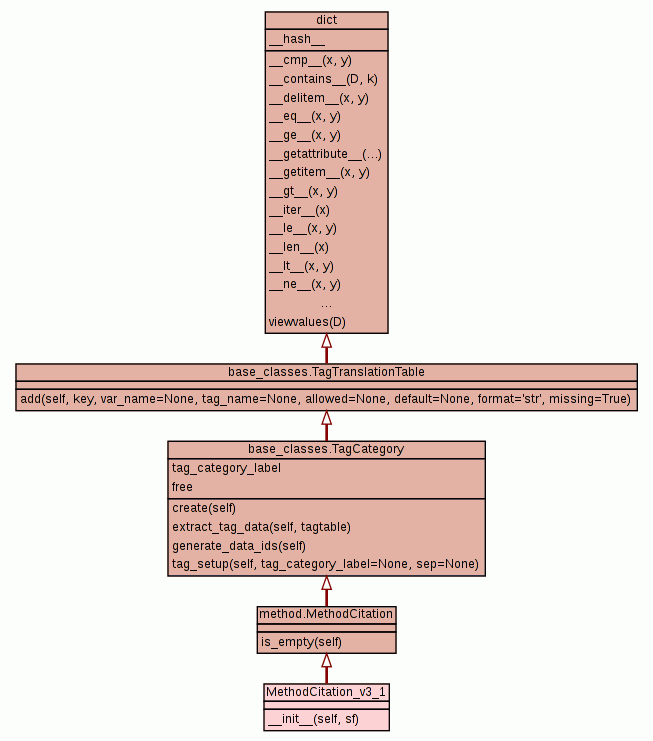 dict
__hash__
__cmp__(x, y)
__contains__(D, k)
__delitem__(x, y)
__eq__(x, y)
__ge__(x, y)
__getattribute__(...)
__getitem__(x, y)
__gt__(x, y)
__iter__(x)
__le__(x, y)
__len__(x)
__lt__(x, y)
__ne__(x, y)
...
viewvalues(D)
base_classes.TagTranslationTable
add(self, key, var_name=None, tag_name=None, allowed=None, default=None, format='str', missing=True)
base_classes.TagCategory
tag_category_label
free
create(self)
extract_tag_data(self, tagtable)
generate_data_ids(self)
tag_setup(self, tag_category_label=None, sep=None)
method.MethodCitation
is_empty(self)
MethodCitation_v3_1
__init__(self, sf)